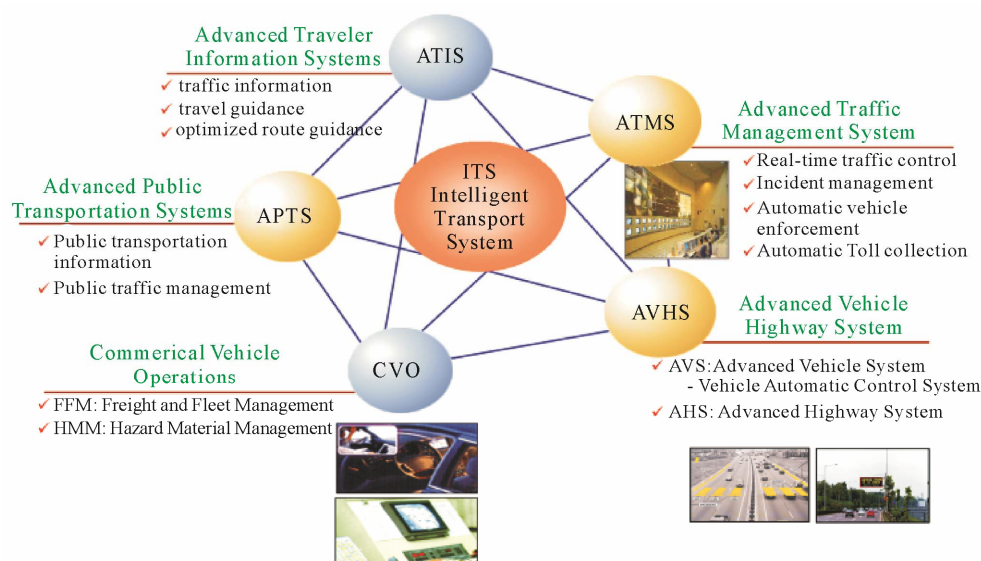 Advanced Traveler
Information Systems
traffic information
travel guidance
optimized route guidance
ATIS
ATMS
Advanced Traffic
Management System
Real-time traffic control
Incident management
Automatic vehicle
enforcement
Automatic Toll collection
ITS
Intelligent
Transport
System
Advanced Public
Transportation Systems
Public transportation
information
Public traffic management
APTS
AVHS
Advanced Vehicle
Highway System
AVS:Advanced Vehicle System
- Vehicle Automatic Control System
AHS: Advanced Highway System
Commerical Vehicle
Operations
FFM: Freight and Fleet Management
HMM: Hazard Material Management
CVO